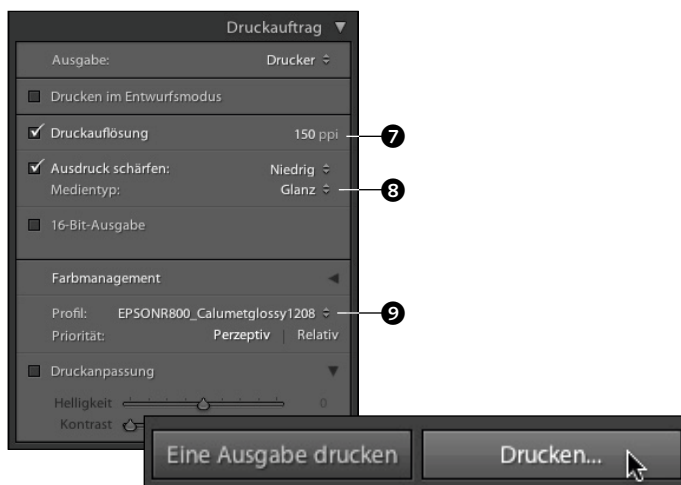 Druckauftrag
Ausgabe: Drucker
Drucken im Entwurfsmodus
Druckauflösung 150 ppi 7
Ausdruck schärfen: Niedrig
Medientyp: Glanz 8
16-Bit-Ausgabe
Farbmanagement
Profil: EPSONR800_Calumetglossy1208 9
Priorität: Perzeptiv | Relativ
Druckanpassung
Helligkeit 0
Kontrast
Eine Ausgabe drucken Drucken...